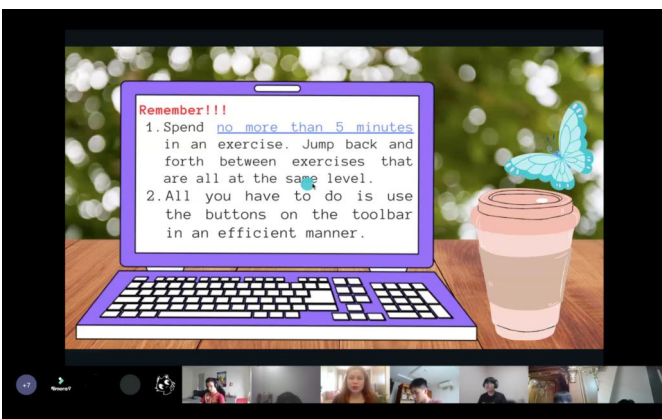 Remember!!!
1. Spend no more than 5 minutes
in an exercise. Jump back and
forth between exercises that
are all at the same level.
2. All you have to do is use
the buttons on the toolbar
in an efficient manner.
+7